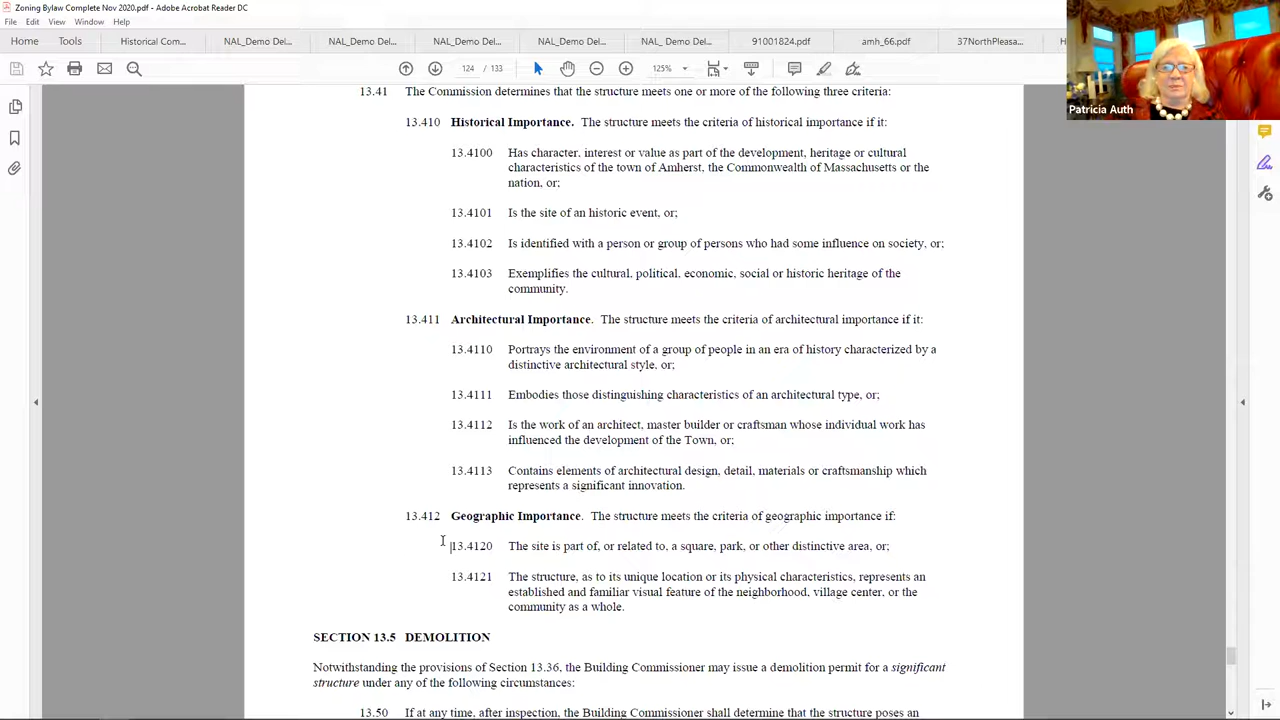 Zoning Bylaw Complete Nov 2020.pdf - Adobe Acrobat Reader DC
File Edit View Window Help
Home Tools Historical Com... NAL_Demo Del... NAL_Demo Del... NAL_Demo Del... NAL_Demo Del... NAL_ Demo Del... 91001824.pdf amh_66.pdf 37NorthPleasa...
124 / 133 125%
Patricia Auth
13.41 The Commission determines that the structure meets one or more of the following three criteria:
13.410 Historical Importance. The structure meets the criteria of historical importance if it:
13.4100 Has character, interest or value as part of the development, heritage or cultural
characteristics of the town of Amherst, the Commonwealth of Massachusetts or the
nation, or;
13.4101 Is the site of an historic event, or;
13.4102 Is identified with a person or group of persons who had some influence on society, or;
13.4103 Exemplifies the cultural, political, economic, social or historic heritage of the
community.
13.411 Architectural Importance. The structure meets the criteria of architectural importance if it:
13.4110 Portrays the environment of a group of people in an era of history characterized by a
distinctive architectural style, or;
13.4111 Embodies those distinguishing characteristics of an architectural type, or;
13.4112 Is the work of an architect, master builder or craftsman whose individual work has
influenced the development of the Town, or;
13.4113 Contains elements of architectural design, detail, materials or craftsmanship which
represents a significant innovation.
13.412 Geographic Importance. The structure meets the criteria of geographic importance if:
13.4120 The site is part of, or related to, a square, park, or other distinctive area, or;
13.4121 The structure, as to its unique location or its physical characteristics, represents an
established and familiar visual feature of the neighborhood, village center, or the
community as a whole.
SECTION 13.5 DEMOLITION
Notwithstanding the provisions of Section 13.36, the Building Commissioner may issue a demolition permit for a significant
structure under any of the following circumstances:
13.50 If at any time, after inspection, the Building Commissioner shall determine that the structure poses an